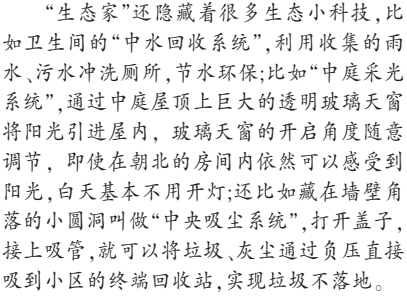 “生态家”还隐藏着很多生态小科技,比
如卫生间的“中水回收系统”,利用收集的雨
水、污水冲洗厕所,节水环保;比如“中庭采光
系统”,通过中庭屋顶上巨大的透明玻璃天窗
将阳光引进屋内，玻璃天窗的开启角度随意
调节，即使在朝北的房间内依然可以感受到
阳光,白天基本不用开灯;还比如藏在墙壁角
落的小圆洞叫做“中央吸尘系统”,打开盖子,
接上吸管,就可以将垃圾、灰尘通过负压直接
吸到小区的终端回收站,实现垃圾不落地。